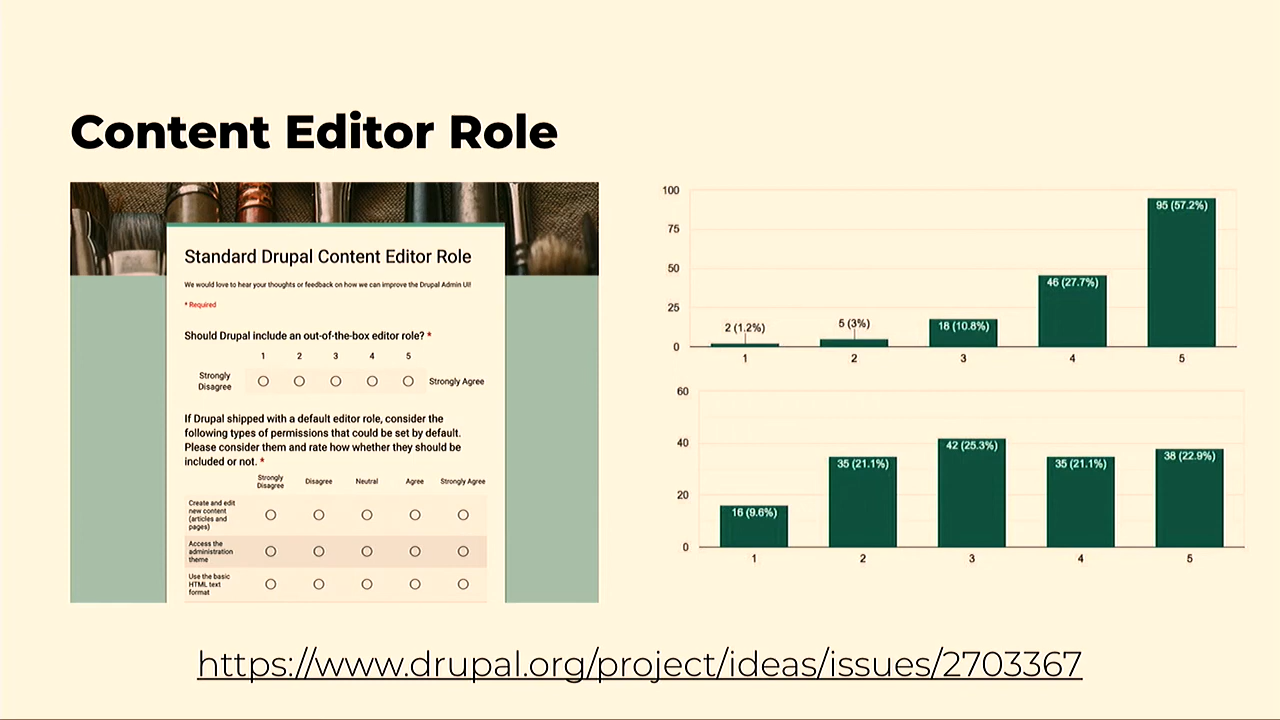 Content Editor Role
Standard Drupal Content Editor Role
We would love to hear your thoughts or feedback on how we can improve the Drupal Admin UI!
* Required
Should Drupal include an out-of-the-box editor role? *
1 2 3 4 5
Strongly
Disagree
Strongly Agree
If Drupal shipped with a default editor role, consider the
following types of permissions that could be set by default.
Please consider them and rate how whether they should be
included or not. *
Strongly
Disagree
Disagree
Neutral
Agree
Strongly Agree
Create and edit
new content
(articles and
pages)
Access the
administration
theme
Use the basic
HTML text
format
100
75
50
25
0
2 (1.2%)
5 (3%)
18 (10.8%)
46 (27.7%)
95 (57.2%)
1 2 3 4 5
60
40
20
0
16 (9.6%)
35 (21.1%)
42 (25.3%)
35 (21.1%)
38 (22.9%)
1 2 3 4 5
https://www.drupal.org/project/ideas/issues/2703367